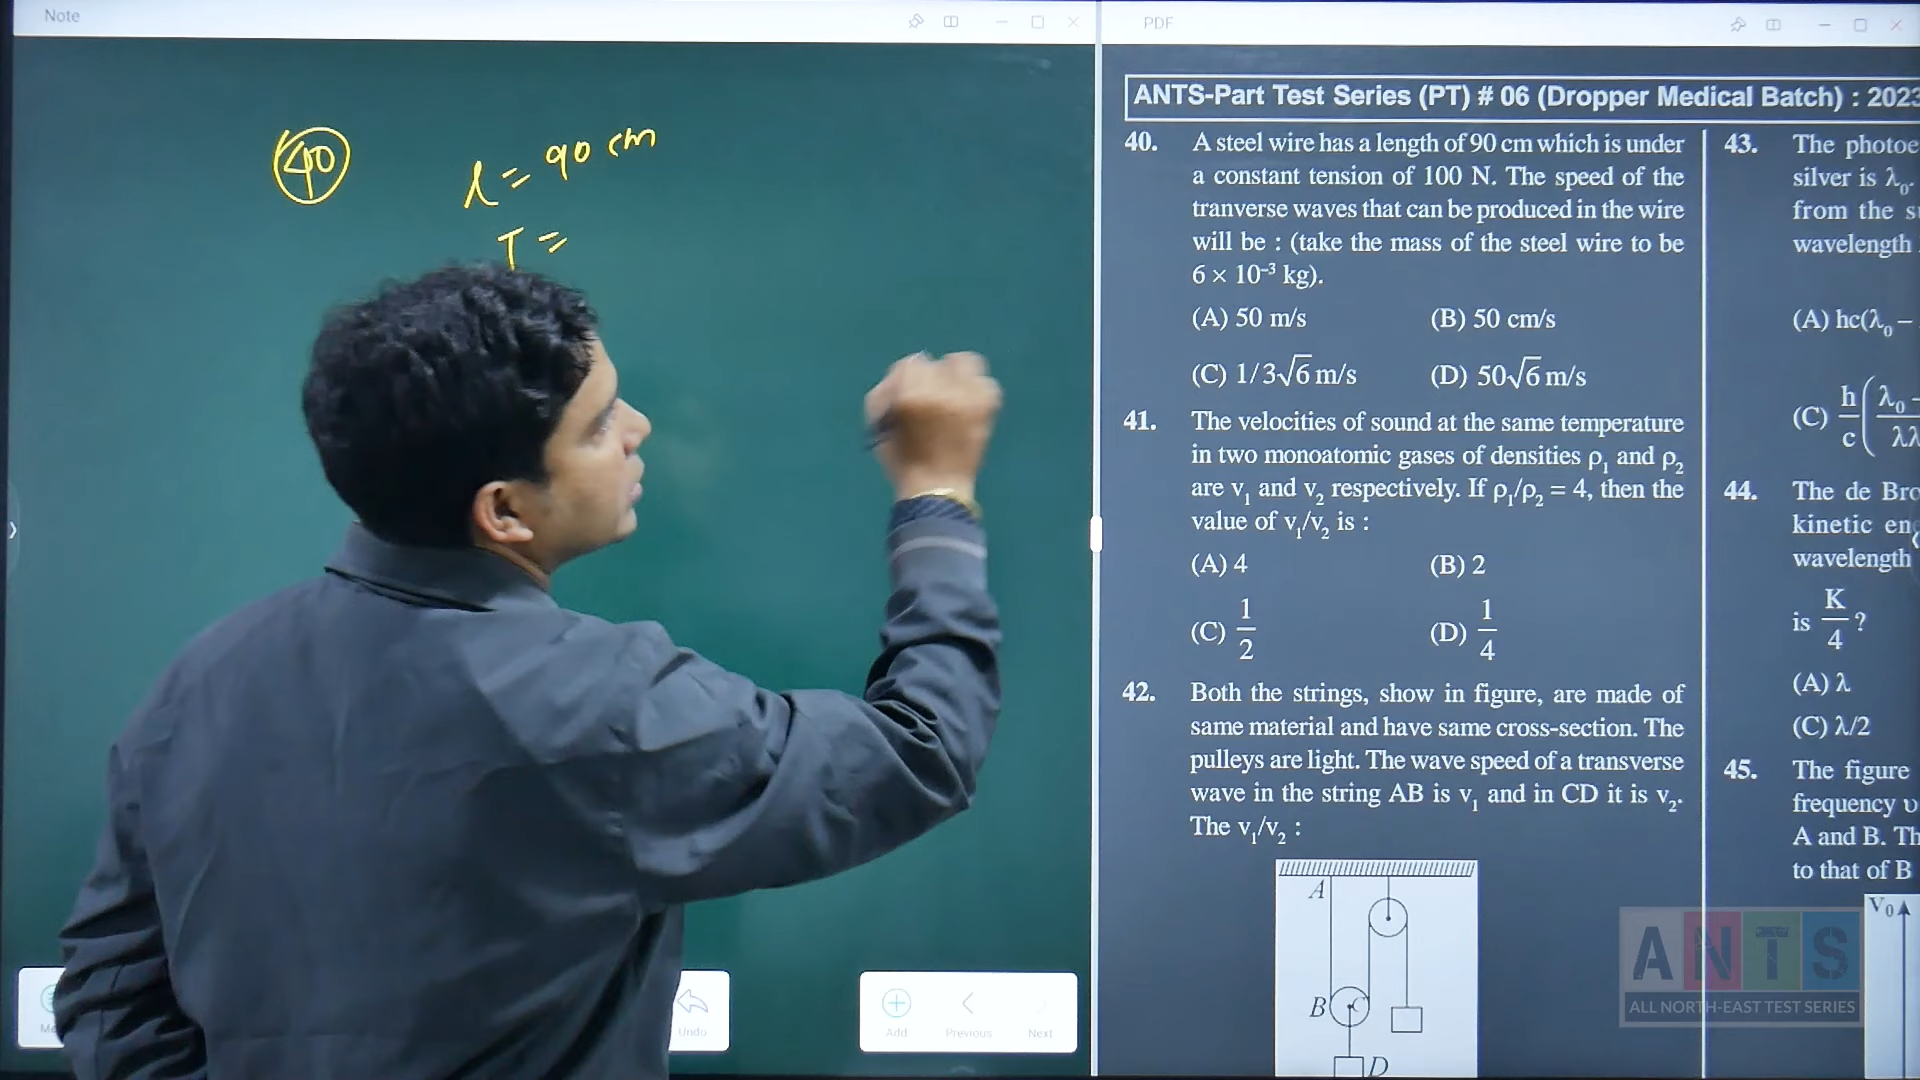 Note
PDF
40
l = 90 cm
T =
ANTS-Part Test Series (PT) # 06 (Dropper Medical Batch) : 2023
40. A steel wire has a length of 90 cm which is under
a constant tension of 100 N. The speed of the
tranverse waves that can be produced in the wire
will be : (take the mass of the steel wire to be
6 × 10⁻³ kg).
(A) 50 m/s (B) 50 cm/s
(C) 1/3√6 m/s (D) 50√6 m/s
41. The velocities of sound at the same temperature
in two monoatomic gases of densities ρ₁ and ρ₂
are v₁ and v₂ respectively. If ρ₁/ρ₂ = 4, then the
value of v₁/v₂ is :
(A) 4 (B) 2
(C) 1/2 (D) 1/4
42. Both the strings, show in figure, are made of
same material and have same cross-section. The
pulleys are light. The wave speed of a transverse
wave in the string AB is v₁ and in CD it is v₂.
The v₁/v₂ :
A
B C
D
43. The
silver is λ₀.
from the
wavelength
(A) hc(λ₀ –
(C) h/c (λ₀ –
44. The de
kinetic
wavelength
is K/4 ?
(A) λ
(C) λ/2
45. The figure
frequency υ
A and B.
to that of B
V₀
ANTS
ALL NORTH-EAST TEST SERIES
Undo
Add Previous Next